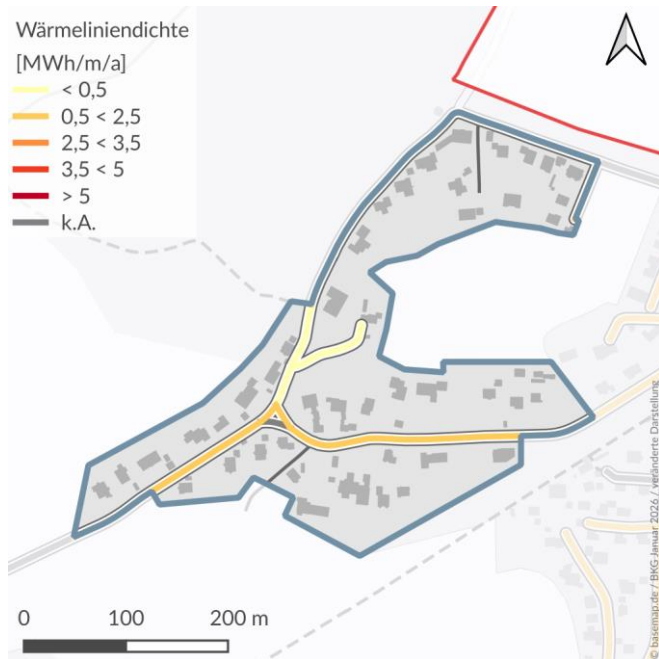 Wärmeliniendichte
[MWh/m/a]
< 0,5
0,5 < 2,5
2,5 < 3,5
3,5 < 5
> 5
k.A.
0 100 200 m
© basemap.de / BKG Januar 2026 / veränderte Darstellung